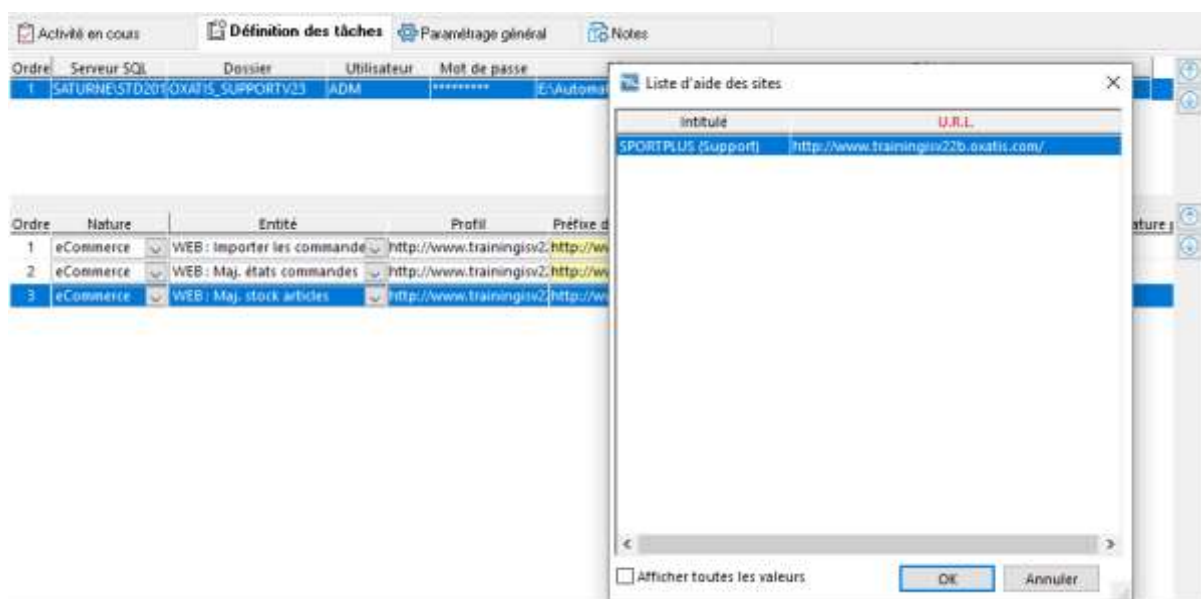 Activité en cours Définition des tâches Paramétrage général Notes
Ordre Serveur SQL Dossier Utilisateur Mot de passe
1 SATURNE\STD201 OXATIS_SUPPORTV23 ADM ********* E:\Automa
Liste d'aide des sites
Intitulé U.R.L.
SPORTPLUS (Support) http://www.trainingisv22b.oxatis.com/
Ordre Nature Entité Profil Préfixe d ature
1 eCommerce WEB : Importer les commande http://www.trainingisv2 http://ww
2 eCommerce WEB : Maj. états commandes http://www.trainingisv2 http://ww
3 eCommerce WEB : Maj. stock articles http://www.trainingisv2 http://ww
Afficher toutes les valeurs OK Annuler